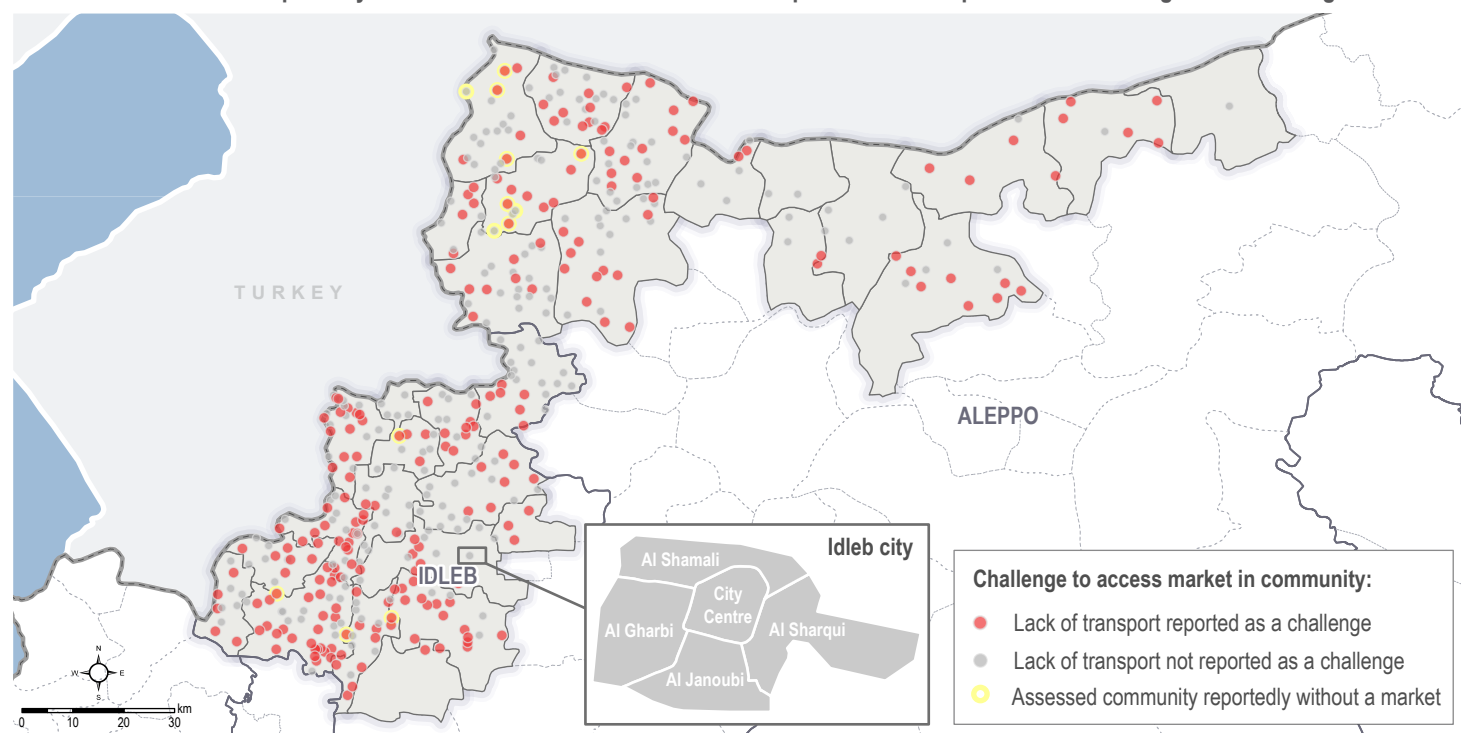 TURKEY
ALEPPO
IDLEB
Idleb city
Al Shamali
City
Centre
Al Gharbi
Al Sharqui
Al Janoubi
Challenge to access market in community:
Lack of transport reported as a challenge
Lack of transport not reported as a challenge
Assessed community reportedly without a market
N
W E
S
km
0 10 20 30